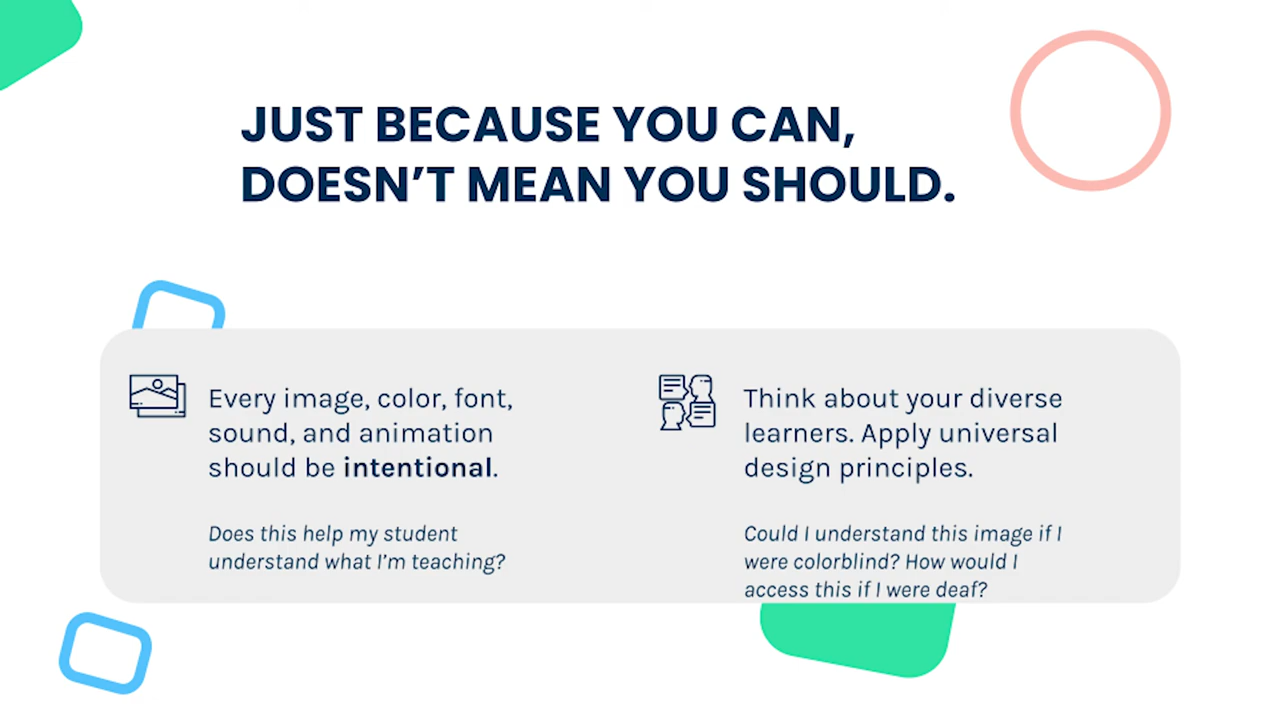 JUST BECAUSE YOU CAN,
DOESN’T MEAN YOU SHOULD.
Every image, color, font,
sound, and animation
should be intentional.
Does this help my student
understand what I’m teaching?
Think about your diverse
learners. Apply universal
design principles.
Could I understand this image if I
were colorblind? How would I
access this if I were deaf?